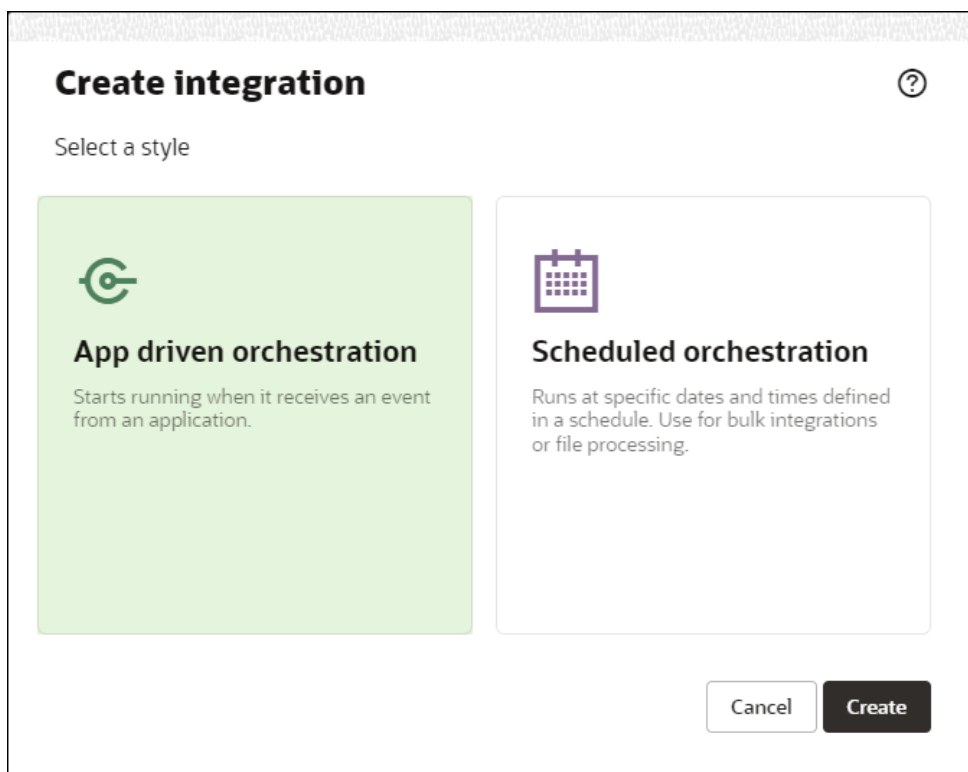 Create integration
Select a style
App driven orchestration
Starts running when it receives an event
from an application.
Scheduled orchestration
Runs at specific dates and times defined
in a schedule. Use for bulk integrations
or file processing.
Cancel
Create